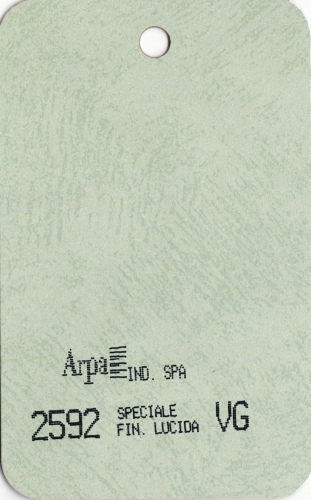 Arpa IND. SPA
2592 SPECIALE FIN. LUCIDA VG